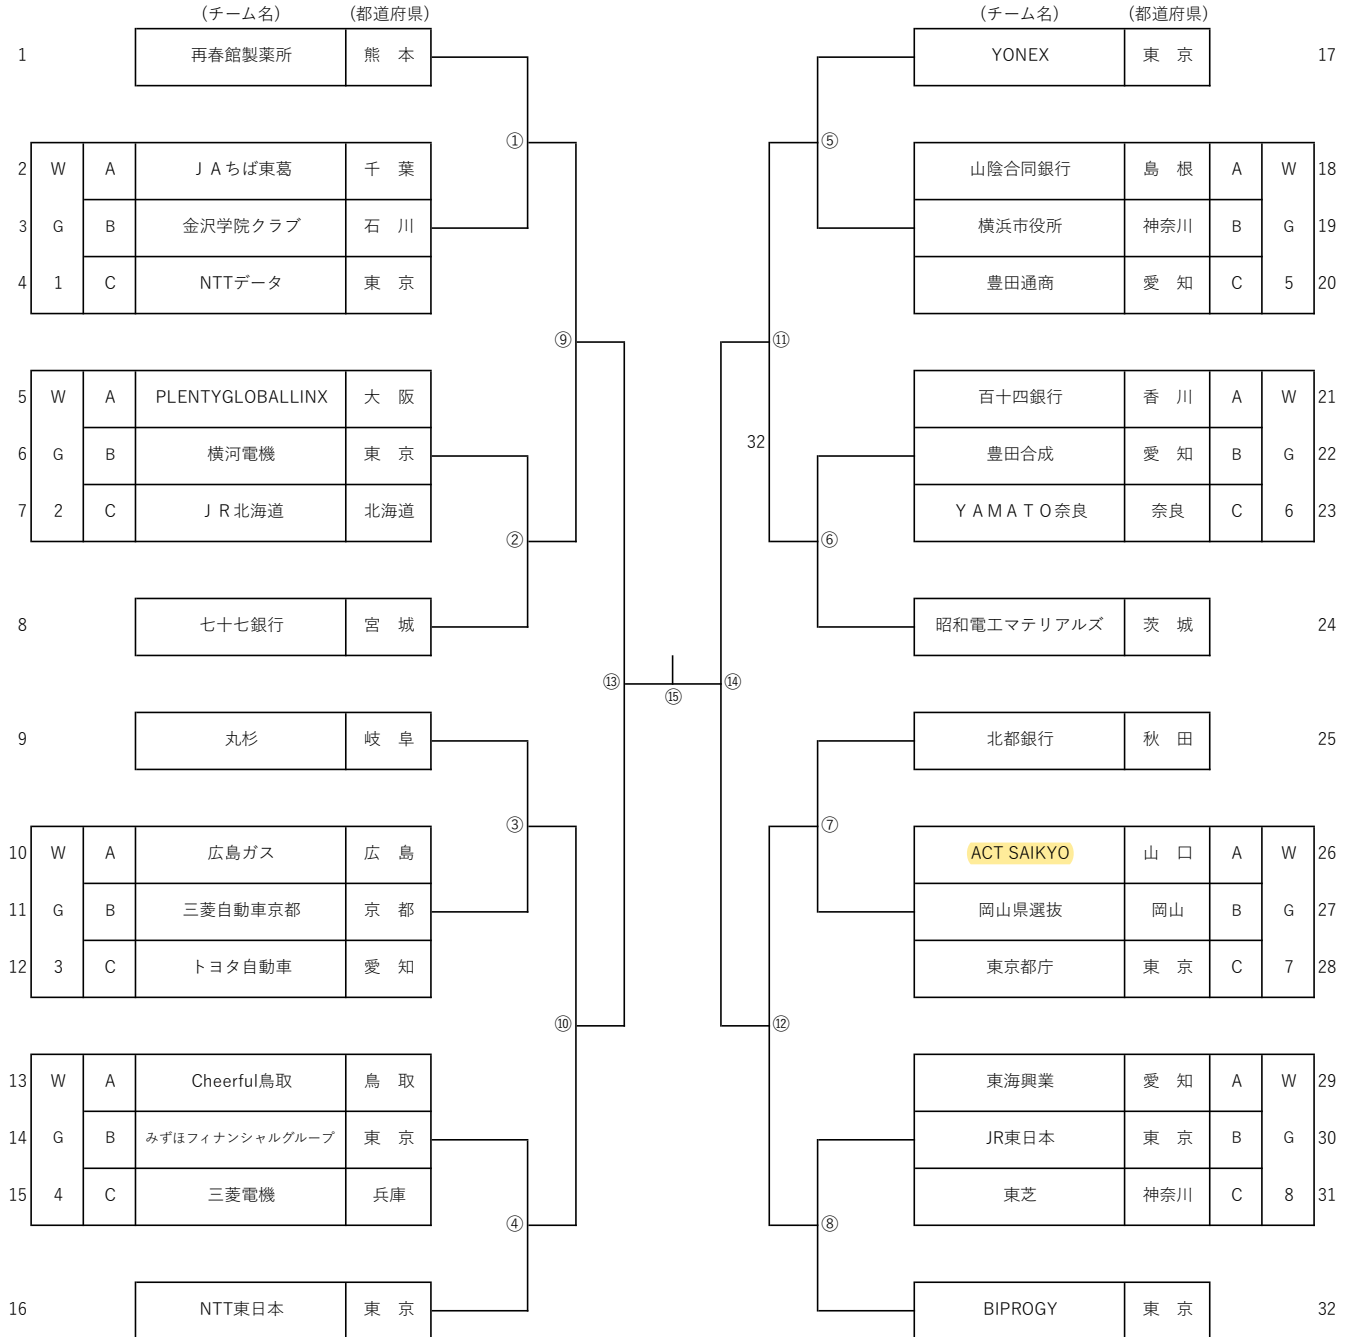 (チーム名) (都道府県)
1 再春館製薬所 熊 本
①
2 W A ＪＡちば東葛 千 葉
3 G B 金沢学院クラブ 石 川
4 1 C NTTデータ 東 京
⑨
5 W A PLENTYGLOBALLINX 大 阪
6 G B 横河電機 東 京
7 2 C ＪＲ北海道 北海道
②
8 七十七銀行 宮 城
⑬
9 丸杉 岐 阜
③
10 W A 広島ガス 広 島
11 G B 三菱自動車京都 京 都
12 3 C トヨタ自動車 愛 知
⑩
13 W A Cheerful鳥取 鳥 取
14 G B みずほフィナンシャルグループ 東 京
15 4 C 三菱電機 兵庫
④
16 NTT東日本 東 京
⑮
(チーム名) (都道府県)
YONEX 東 京 17
⑤
山陰合同銀行 島 根 A W 18
横浜市役所 神奈川 B G 19
豊田通商 愛 知 C 5 20
⑪
百十四銀行 香 川 A W 21
32
豊田合成 愛 知 B G 22
ＹＡＭＡＴＯ奈良 奈良 C 6 23
⑥
昭和電工マテリアルズ 茨 城 24
⑭
北都銀行 秋 田 25
⑦
ACT SAIKYO 山 口 A W 26
岡山県選抜 岡山 B G 27
東京都庁 東 京 C 7 28
⑫
東海興業 愛 知 A W 29
JR東日本 東 京 B G 30
東芝 神奈川 C 8 31
⑧
BIPROGY 東 京 32